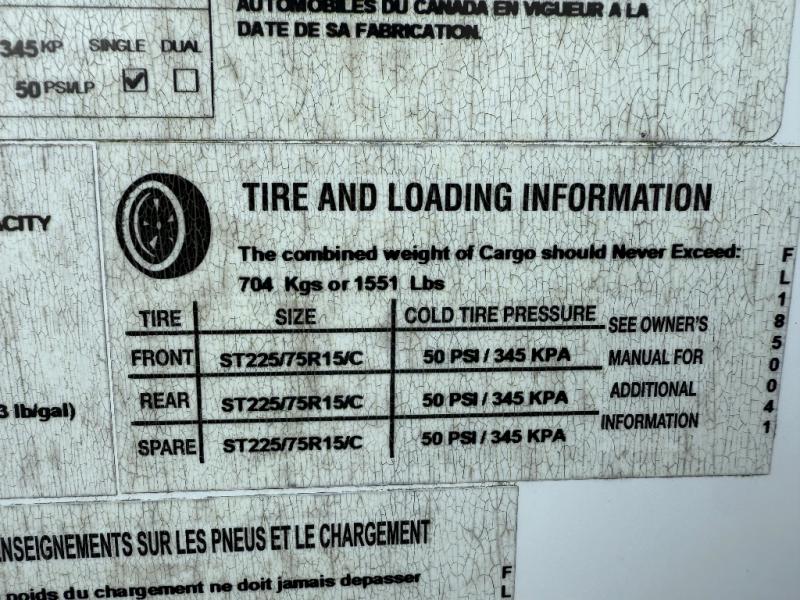 AUTOMOBILES DU CANADA EN VIGUEUR A LA
DATE DE SA FABRICATION.
345 KP SINGLE DUAL
50 PSI/LP
ACITY
3 lb/gal)
TIRE AND LOADING INFORMATION
The combined weight of Cargo should Never Exceed:
704 Kgs or 1551 Lbs
TIRE SIZE COLD TIRE PRESSURE
FRONT ST225/75R15/C 50 PSI / 345 KPA
REAR ST225/75R15/C 50 PSI / 345 KPA
SPARE ST225/75R15/C 50 PSI / 345 KPA
SEE OWNER'S
MANUAL FOR
ADDITIONAL
INFORMATION
FL1850041
ENSEIGNEMENTS SUR LES PNEUS ET LE CHARGEMENT
poids du chargement ne doit jamais depasser
FL